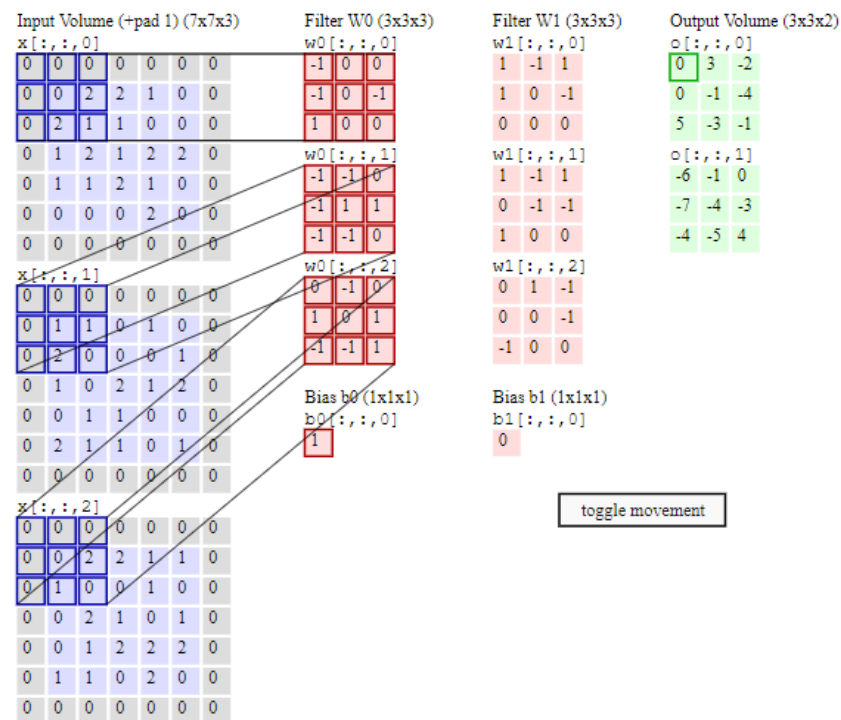 Input Volume (+pad 1) (7x7x3) Filter W0 (3x3x3) Filter W1 (3x3x3) Output Volume (3x3x2)
x[:,:,0] w0[:,:,0] w1[:,:,0] o[:,:,0]
0 0 0 0 0 0 0 -1 0 0 1 -1 1 0 3 -2
0 0 2 2 1 0 0 -1 0 -1 1 0 -1 0 -1 -4
0 2 1 1 0 0 0 1 0 0 0 0 0 5 -3 -1
0 1 2 1 2 2 0 w0[:,:,1] w1[:,:,1] o[:,:,1]
0 1 1 2 1 0 0 -1 -1 0 1 -1 1 -6 -1 0
0 0 0 0 2 0 0 -1 1 1 0 -1 -1 -7 -4 -3
0 0 0 0 0 0 0 -1 -1 0 1 0 0 -4 -5 4
x[:,:,1] w0[:,:,2] w1[:,:,2]
0 0 0 0 0 0 0 0 -1 0 0 1 -1
0 1 1 0 1 0 0 1 0 1 0 0 -1
0 2 0 0 0 1 0 -1 -1 1 -1 0 0
0 1 0 2 1 2 0 Bias b0 (1x1x1) Bias b1 (1x1x1)
0 0 1 1 0 0 0 b0[:,:,0] b1[:,:,0]
0 2 1 1 0 1 0 1 0
0 0 0 0 0 0 0
x[:,:,2] toggle movement
0 0 0 0 0 0 0
0 0 2 2 1 1 0
0 1 0 0 1 0 0
0 0 2 1 0 1 0
0 0 1 2 2 2 0
0 1 1 0 2 0 0
0 0 0 0 0 0 0